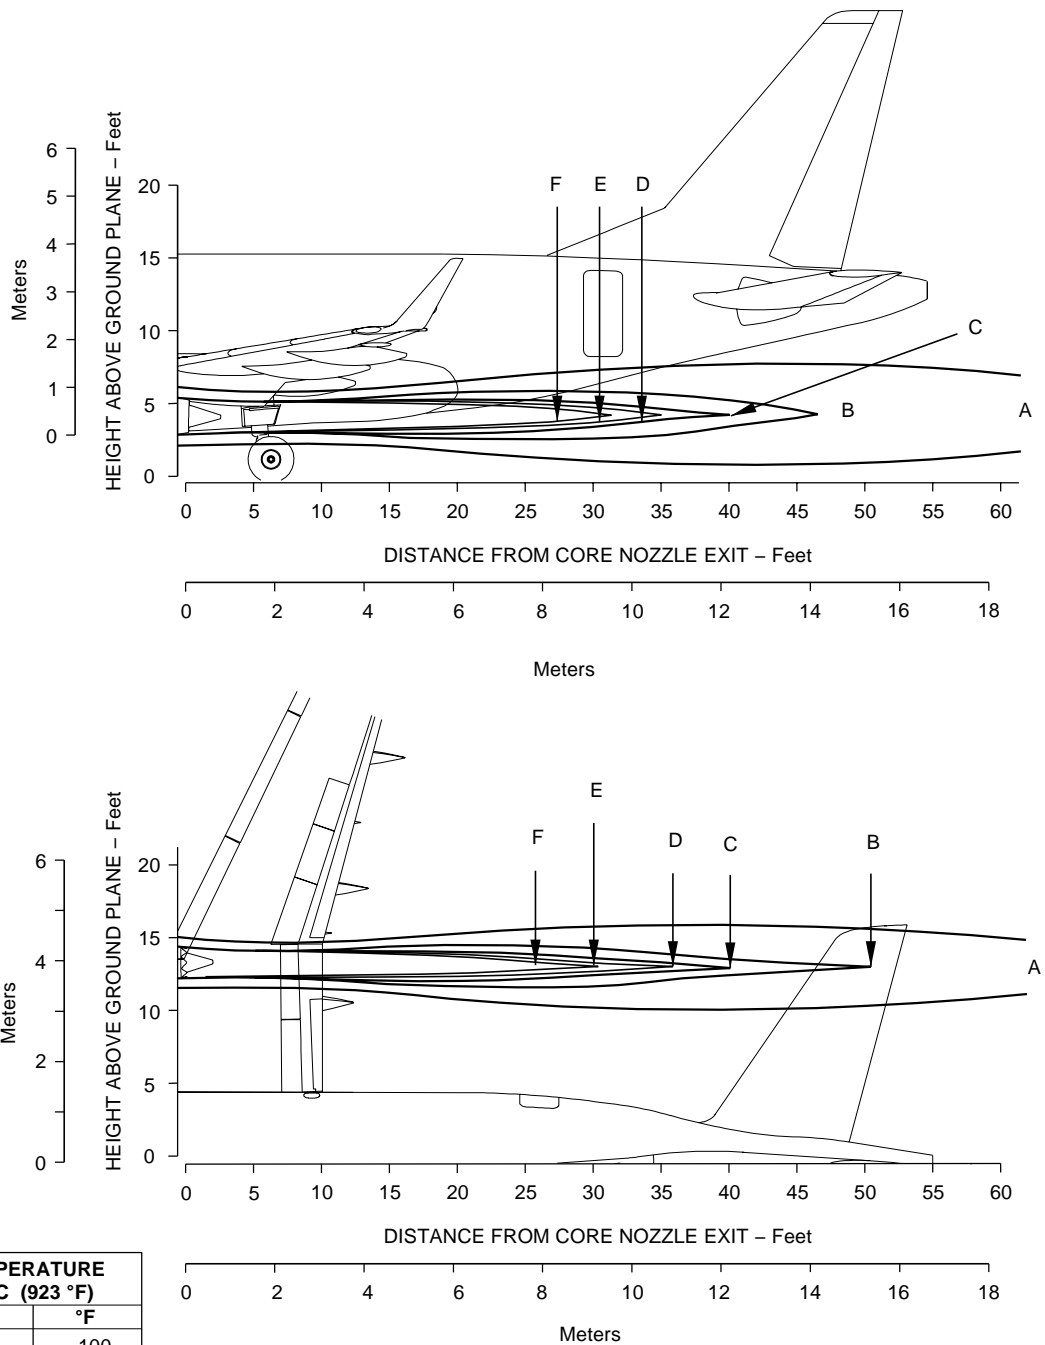 HEIGHT ABOVE GROUND PLANE – Feet
Meters
6
5
4
3
2
1
0
20
15
10
5
0
F E D
C
B
A
0 5 10 15 20 25 30 35 40 45 50 55 60
DISTANCE FROM CORE NOZZLE EXIT – Feet
0 2 4 6 8 10 12 14 16 18
Meters
HEIGHT ABOVE GROUND PLANE – Feet
Meters
6
4
2
0
20
15
10
5
0
F
E
D
C
B
A
0 5 10 15 20 25 30 35 40 45 50 55 60
DISTANCE FROM CORE NOZZLE EXIT – Feet
0 2 4 6 8 10 12 14 16 18
Meters
PERATURE
C (923 °F)
°F
100